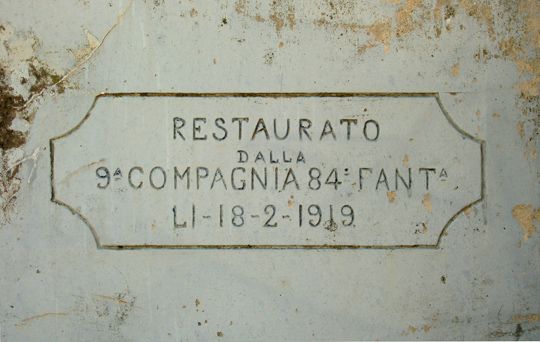 RESTAURATO
DALLA
9ª COMPAGNIA 84ª FANTª
LI-18-2-1919